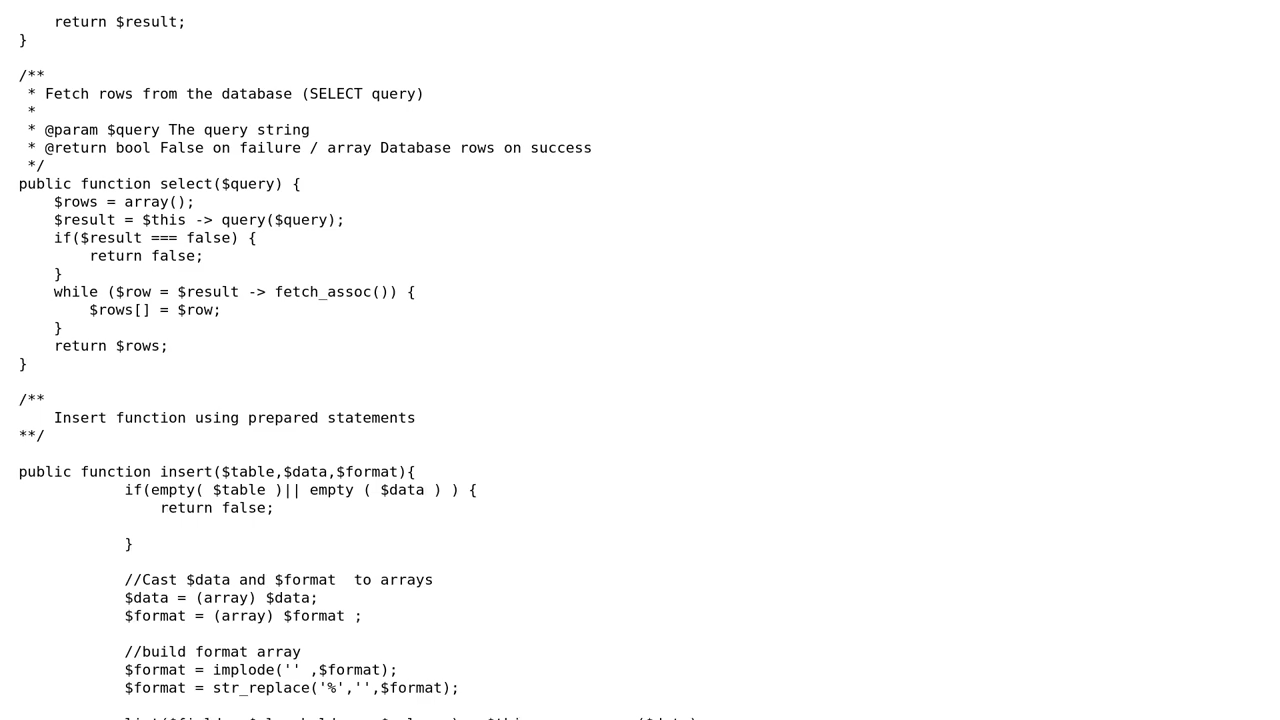 return $result;
}

/**
 * Fetch rows from the database (SELECT query)
 *
 * @param $query The query string
 * @return bool False on failure / array Database rows on success
 */
public function select($query) {
    $rows = array();
    $result = $this -> query($query);
    if($result === false) {
        return false;
    }
    while ($row = $result -> fetch_assoc()) {
        $rows[] = $row;
    }
    return $rows;
}

/**
    Insert function using prepared statements
**/

public function insert($table,$data,$format){
            if(empty( $table )|| empty ( $data ) ) {
                return false;

            }

            //Cast $data and $format  to arrays
            $data = (array) $data;
            $format = (array) $format ;

            //build format array
            $format = implode('' ,$format);
            $format = str_replace('%','',$format);